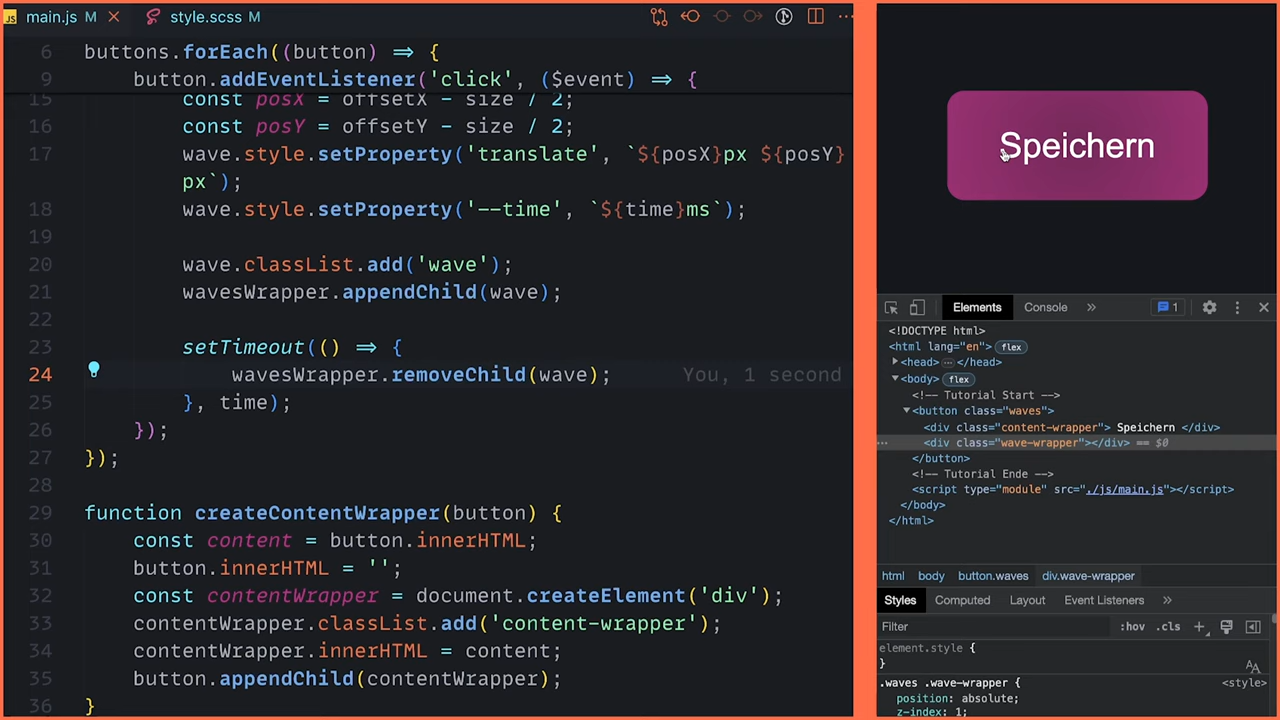 JS main.js M ×
style.scss M
6 buttons.forEach((button) => {
9 button.addEventListener('click', ($event) => {
15 const posX = offsetX - size / 2;
16 const posY = offsetY - size / 2;
17 wave.style.setProperty('translate', `${posX}px ${posY}
px`);
18 wave.style.setProperty('--time', `${time}ms`);
19
20 wave.classList.add('wave');
21 wavesWrapper.appendChild(wave);
22
23 setTimeout(() => {
24 wavesWrapper.removeChild(wave); You, 1 second
25 }, time);
26 });
27 });
28
29 function createContentWrapper(button) {
30 const content = button.innerHTML;
31 button.innerHTML = '';
32 const contentWrapper = document.createElement('div');
33 contentWrapper.classList.add('content-wrapper');
34 contentWrapper.innerHTML = content;
35 button.appendChild(contentWrapper);
36 }
Speichern
Elements Console » 1
<!DOCTYPE html>
<html lang="en"> flex
<head> … </head>
<body> flex
<!-- Tutorial Start -->
<button class="waves">
<div class="content-wrapper"> Speichern </div>
<div class="wave-wrapper"></div> == $0
</button>
<!-- Tutorial Ende -->
<script type="module" src="./js/main.js"></script>
</body>
</html>
html body button.waves div.wave-wrapper
Styles Computed Layout Event Listeners »
Filter :hov .cls +
element.style {
}
.waves .wave-wrapper { <style>
position: absolute;
z-index: 1;